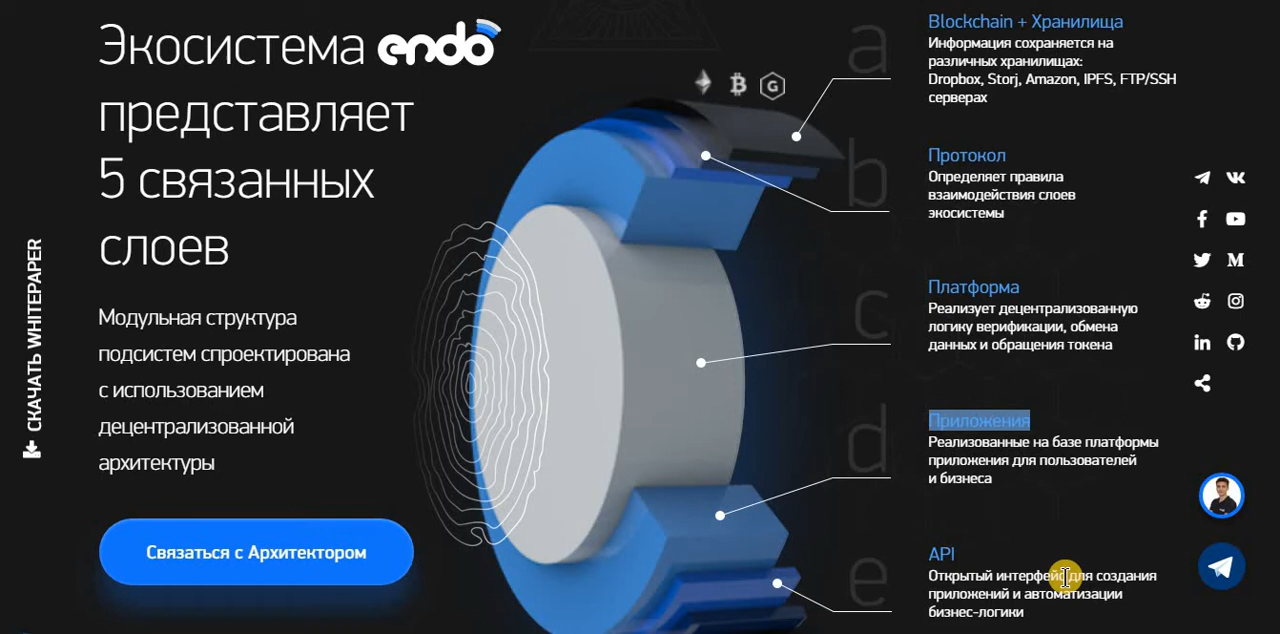 Экосистема endo
представляет
5 связанных
слоев
Модульная структура
подсистем спроектирована
с использованием
децентрализованной
архитектуры
Связаться с Архитектором
СКАЧАТЬ WHITEPAPER
a
Blockchain + Хранилища
Информация сохраняется на
различных хранилищах:
Dropbox, Storj, Amazon, IPFS, FTP/SSH
серверах
b
Протокол
Определяет правила
взаимодействия слоев
экосистемы
c
Платформа
Реализует децентрализованную
логику верификации, обмена
данных и обращения токена
d
Приложения
Реализованные на базе платформы
приложения для пользователей
и бизнеса
e
API
Открытый интерфейс для создания
приложений и автоматизации
бизнес-логики